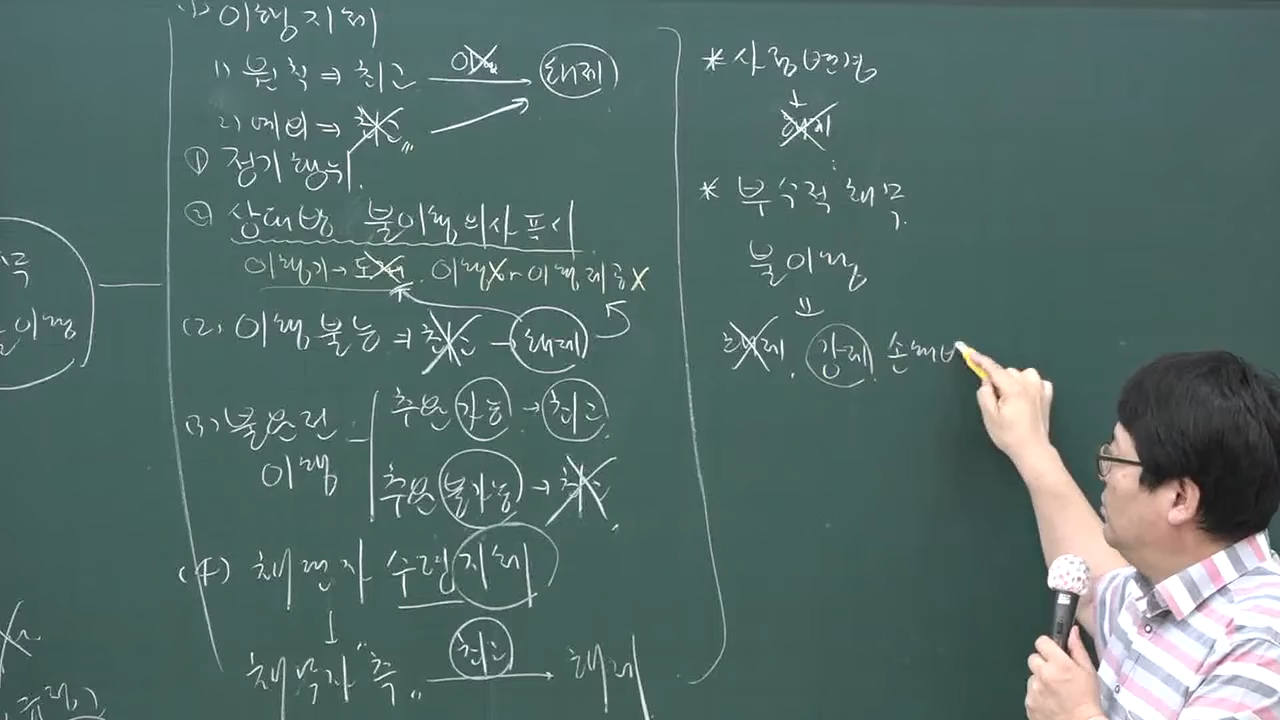 (1) 이행지체
1) 원칙 ⇒ 최고 → 해제
2) 예외 ⇒ 최고
① 정기행위
② 상대방 불이행 의사표시
이행기 → 도래. 이행 or 이행제공 X
(2) 이행불능 ⇒ 최고 → 해제
(3) 불완전
이행
추완 가능 → 최고
추완 불가능 → 최고
(4) 채권자 수령지체
↓
채무자 측 최고 → 해제
* 사정변경
↓
해제
* 부수적 채무
불이행
해제. 강제. 손해배
불이행